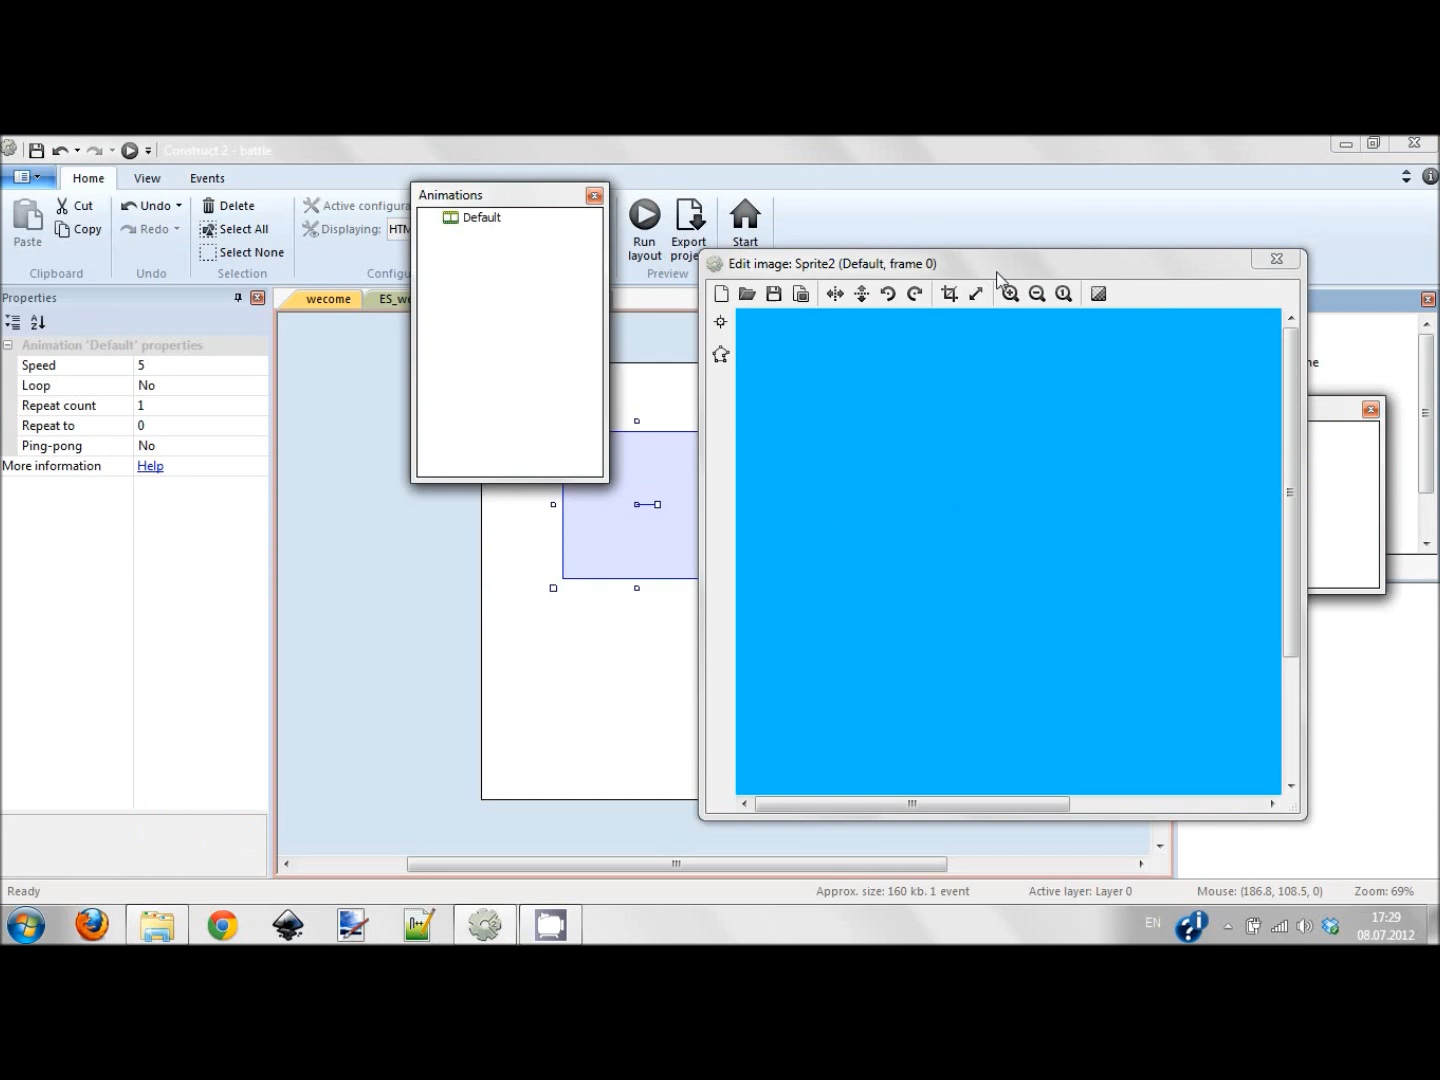 Construct 2 - battle
Home View Events
Paste
Cut
Copy
Clipboard
Undo
Redo
Undo
Delete
Select All
Select None
Selection
Active configura
Displaying: HTM
Configu
Run layout
Export proje
Preview
Start
Animations
Default
Edit image: Sprite2 (Default, frame 0)
Properties
wecome
ES_we
Animation 'Default' properties
Speed 5
Loop No
Repeat count 1
Repeat to 0
Ping-pong No
More information Help
ne
Ready
Approx. size: 160 kb. 1 event
Active layer: Layer 0
Mouse: (186.8, 108.5, 0)
Zoom: 69%
EN
17:29
08.07.2012